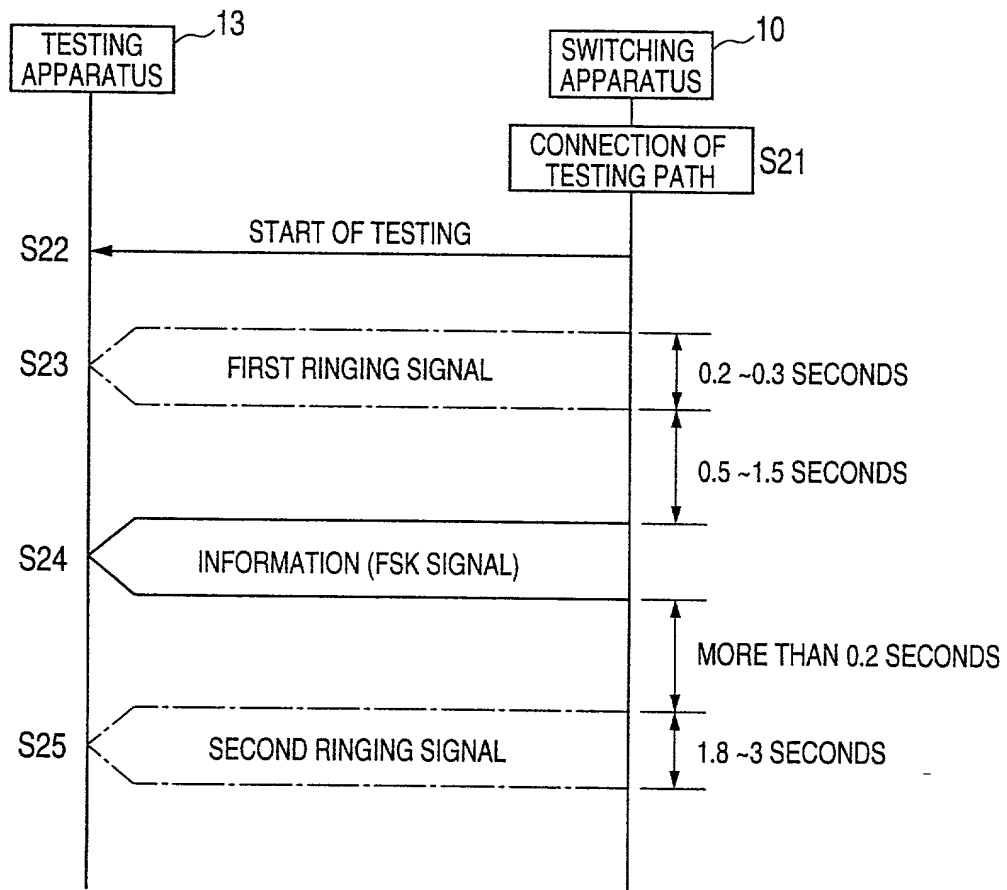 13
TESTING
APPARATUS
10
SWITCHING
APPARATUS
CONNECTION OF
TESTING PATH
S21
START OF TESTING
S22
S23
FIRST RINGING SIGNAL
0.2 ~0.3 SECONDS
0.5 ~1.5 SECONDS
S24
INFORMATION (FSK SIGNAL)
MORE THAN 0.2 SECONDS
S25
SECOND RINGING SIGNAL
1.8 ~3 SECONDS